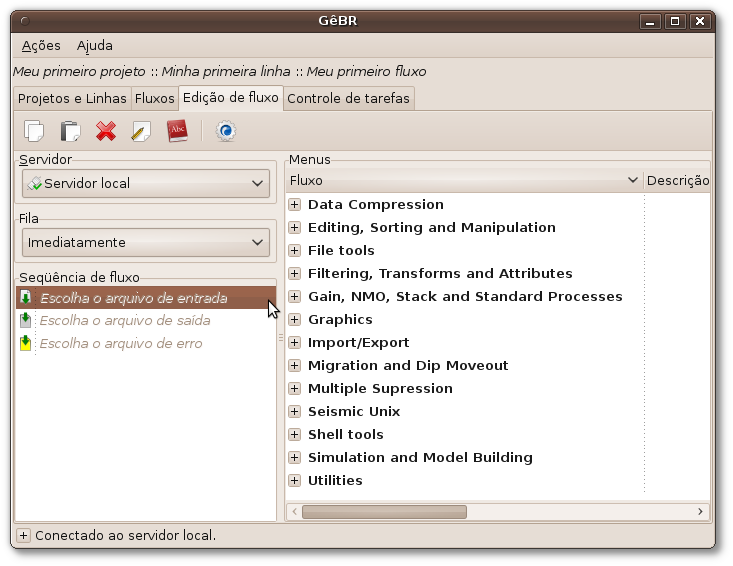 GêBR
Ações Ajuda
Meu primeiro projeto :: Minha primeira linha :: Meu primeiro fluxo
Projetos e Linhas Fluxos Edição de fluxo Controle de tarefas
Abc
Servidor
Servidor local
Fila
Imediatamente
Seqüência de fluxo
Escolha o arquivo de entrada
Escolha o arquivo de saída
Escolha o arquivo de erro
Menus
Fluxo Descrição
Data Compression
Editing, Sorting and Manipulation
File tools
Filtering, Transforms and Attributes
Gain, NMO, Stack and Standard Processes
Graphics
Import/Export
Migration and Dip Moveout
Multiple Supression
Seismic Unix
Shell tools
Simulation and Model Building
Utilities
Conectado ao servidor local.